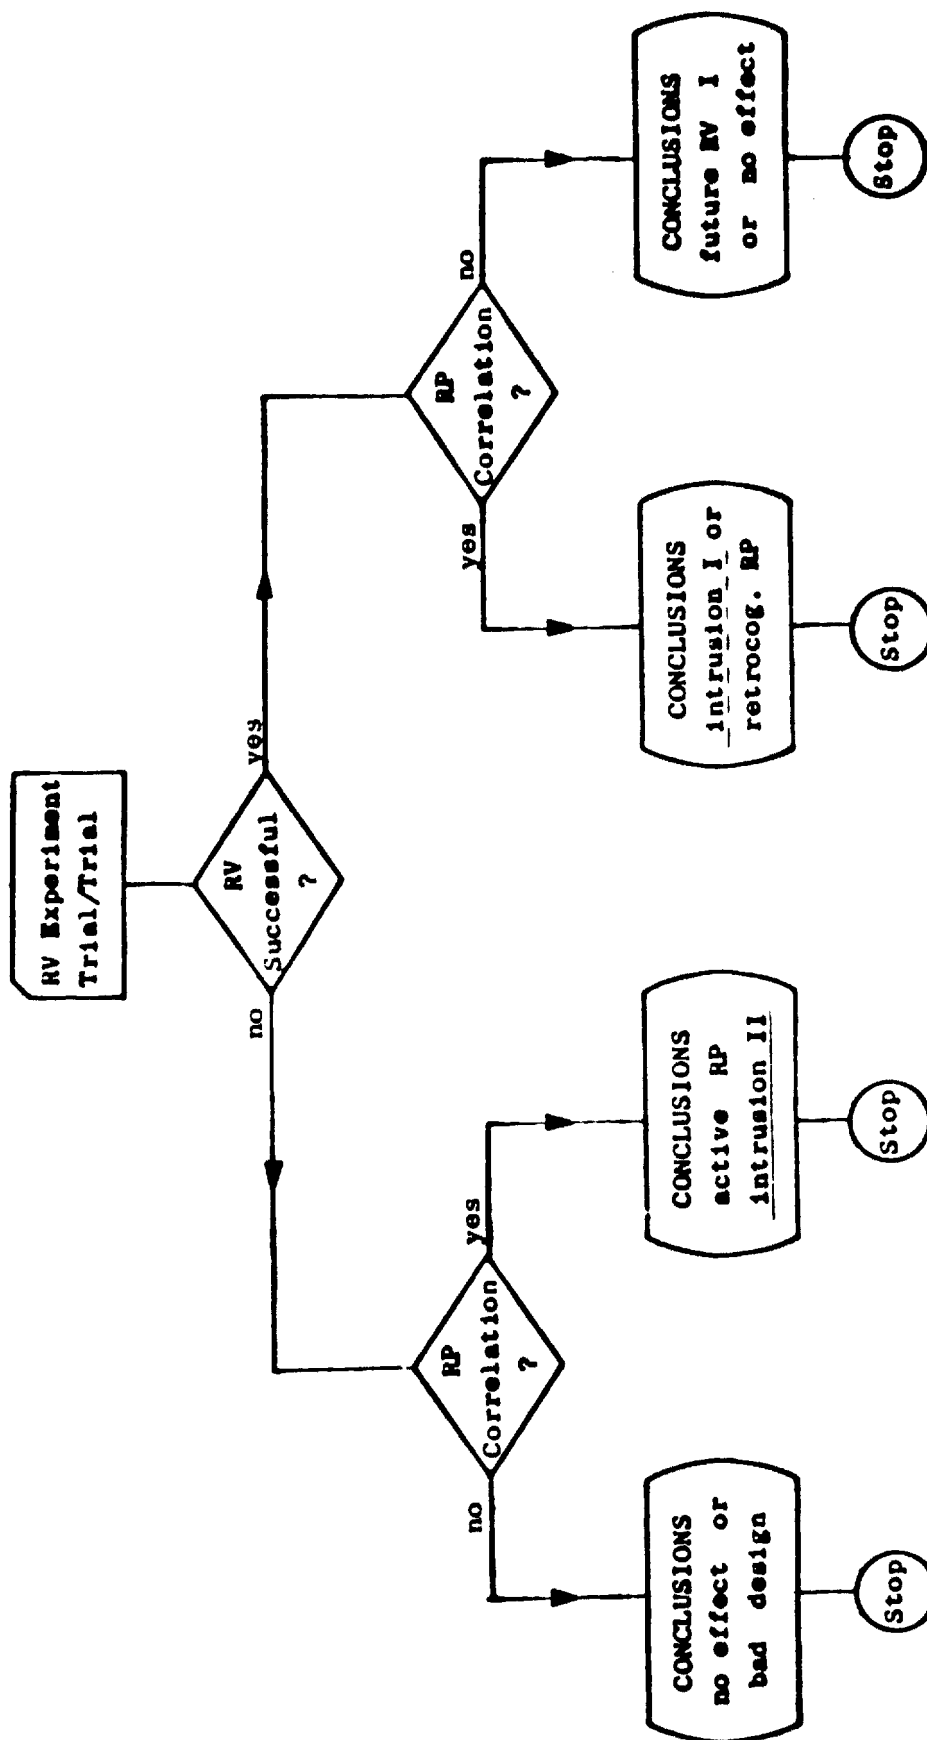 RV Experiment
Trial/Trial
RV
Successful
?
no
yes
RP
Correlation
?
no
yes
RP
Correlation
?
yes
no
CONCLUSIONS
no effect or
bad design
CONCLUSIONS
active RP
intrusion II
CONCLUSIONS
intrusion I or
retrocog. RP
CONCLUSIONS
future RV I
or no effect
Stop
Stop
Stop
Stop